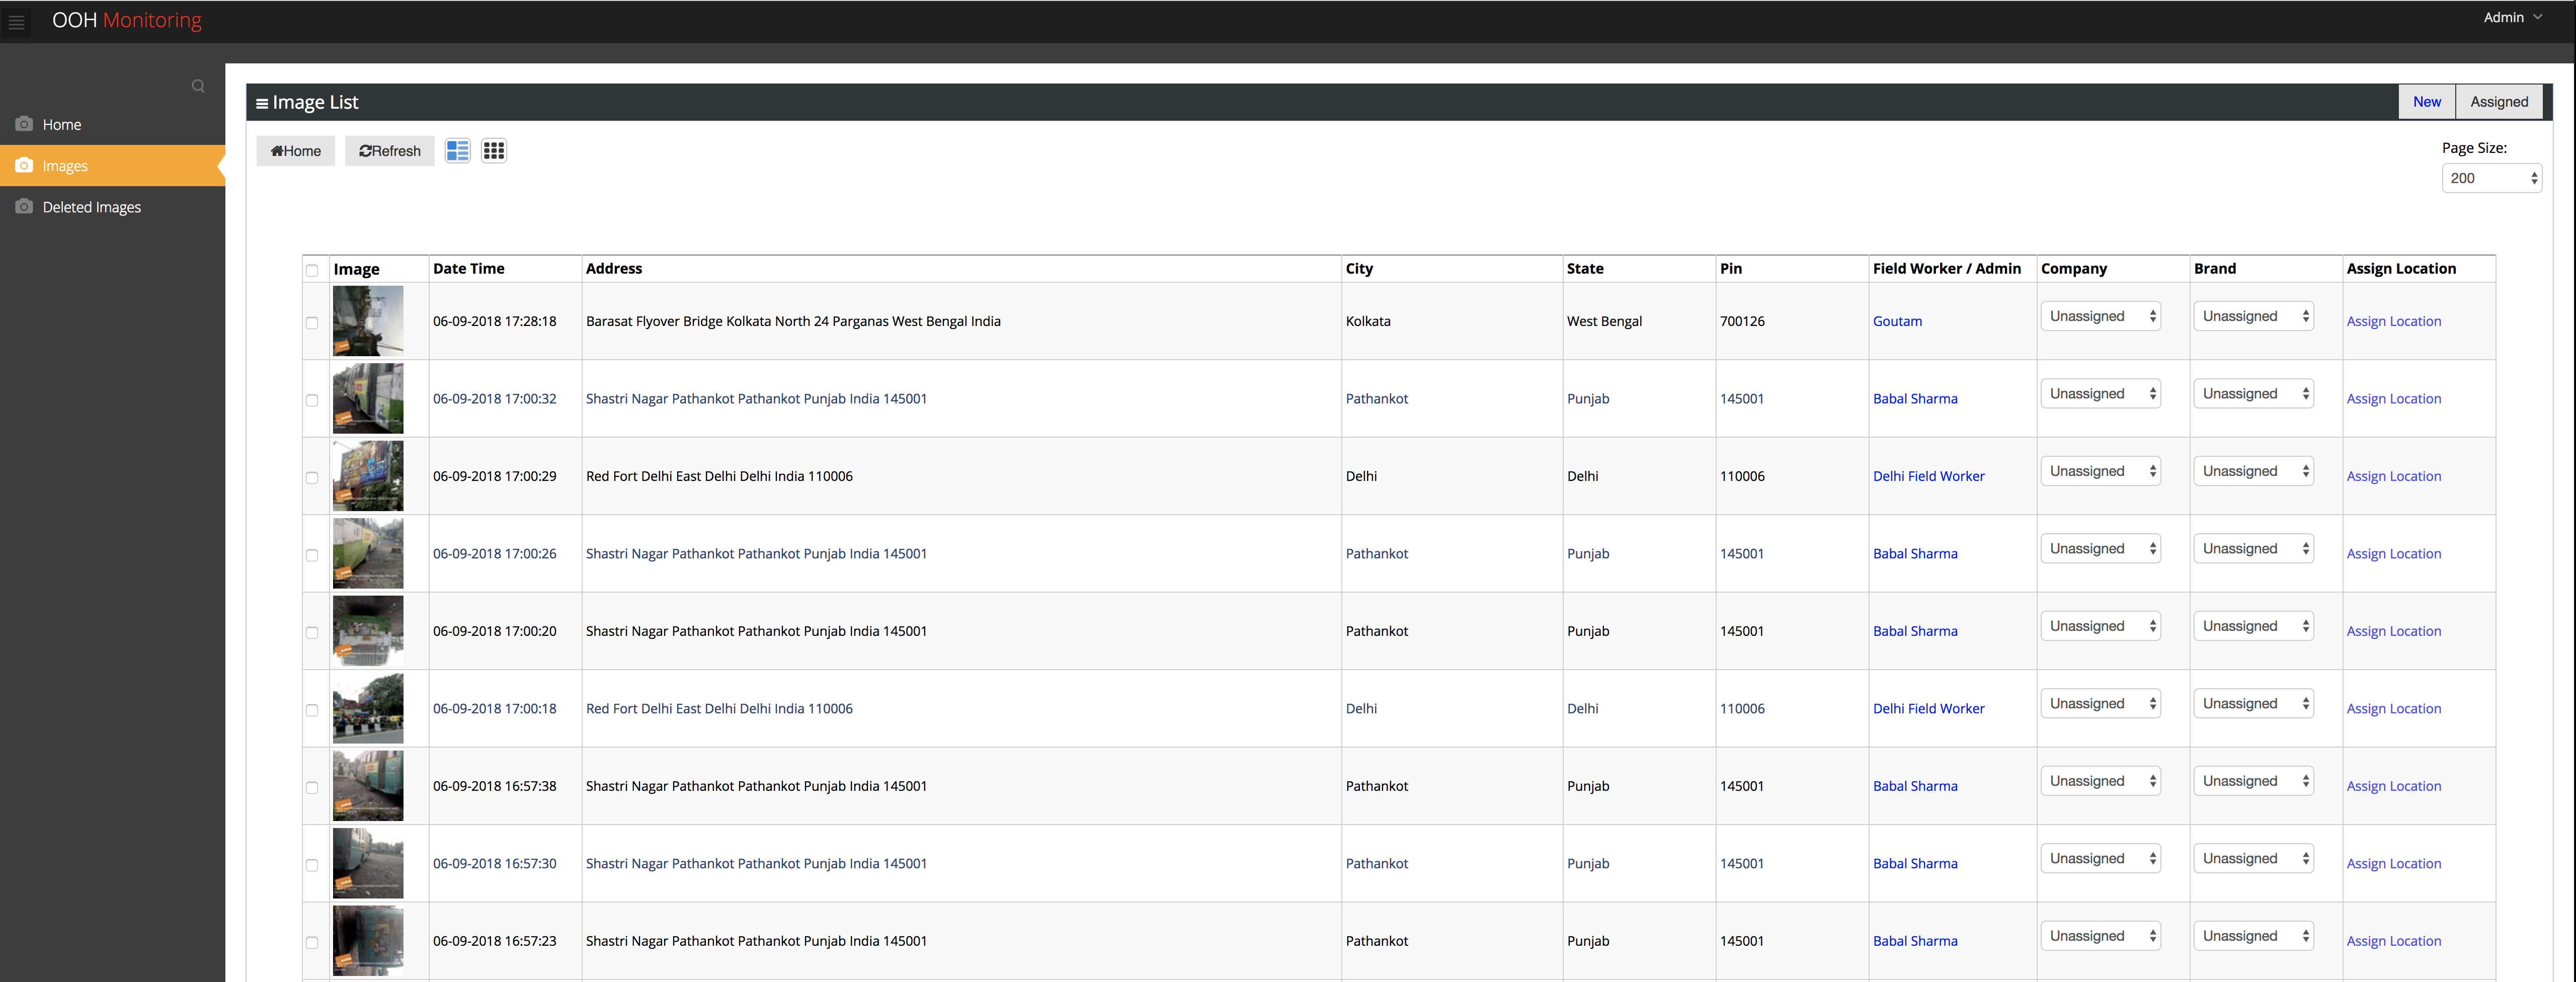 OOH Monitoring
Admin
Home
Images
Deleted Images
Image List
New
Assigned
Home
Refresh
Page Size:
200
Image Date Time Address City State Pin Field Worker / Admin Company Brand Assign Location
06-09-2018 17:28:18 Barasat Flyover Bridge Kolkata North 24 Parganas West Bengal India Kolkata West Bengal 700126 Goutam Unassigned Unassigned Assign Location
06-09-2018 17:00:32 Shastri Nagar Pathankot Pathankot Punjab India 145001 Pathankot Punjab 145001 Babal Sharma Unassigned Unassigned Assign Location
06-09-2018 17:00:29 Red Fort Delhi East Delhi Delhi India 110006 Delhi Delhi 110006 Delhi Field Worker Unassigned Unassigned Assign Location
06-09-2018 17:00:26 Shastri Nagar Pathankot Pathankot Punjab India 145001 Pathankot Punjab 145001 Babal Sharma Unassigned Unassigned Assign Location
06-09-2018 17:00:20 Shastri Nagar Pathankot Pathankot Punjab India 145001 Pathankot Punjab 145001 Babal Sharma Unassigned Unassigned Assign Location
06-09-2018 17:00:18 Red Fort Delhi East Delhi Delhi India 110006 Delhi Delhi 110006 Delhi Field Worker Unassigned Unassigned Assign Location
06-09-2018 16:57:38 Shastri Nagar Pathankot Pathankot Punjab India 145001 Pathankot Punjab 145001 Babal Sharma Unassigned Unassigned Assign Location
06-09-2018 16:57:30 Shastri Nagar Pathankot Pathankot Punjab India 145001 Pathankot Punjab 145001 Babal Sharma Unassigned Unassigned Assign Location
06-09-2018 16:57:23 Shastri Nagar Pathankot Pathankot Punjab India 145001 Pathankot Punjab 145001 Babal Sharma Unassigned Unassigned Assign Location